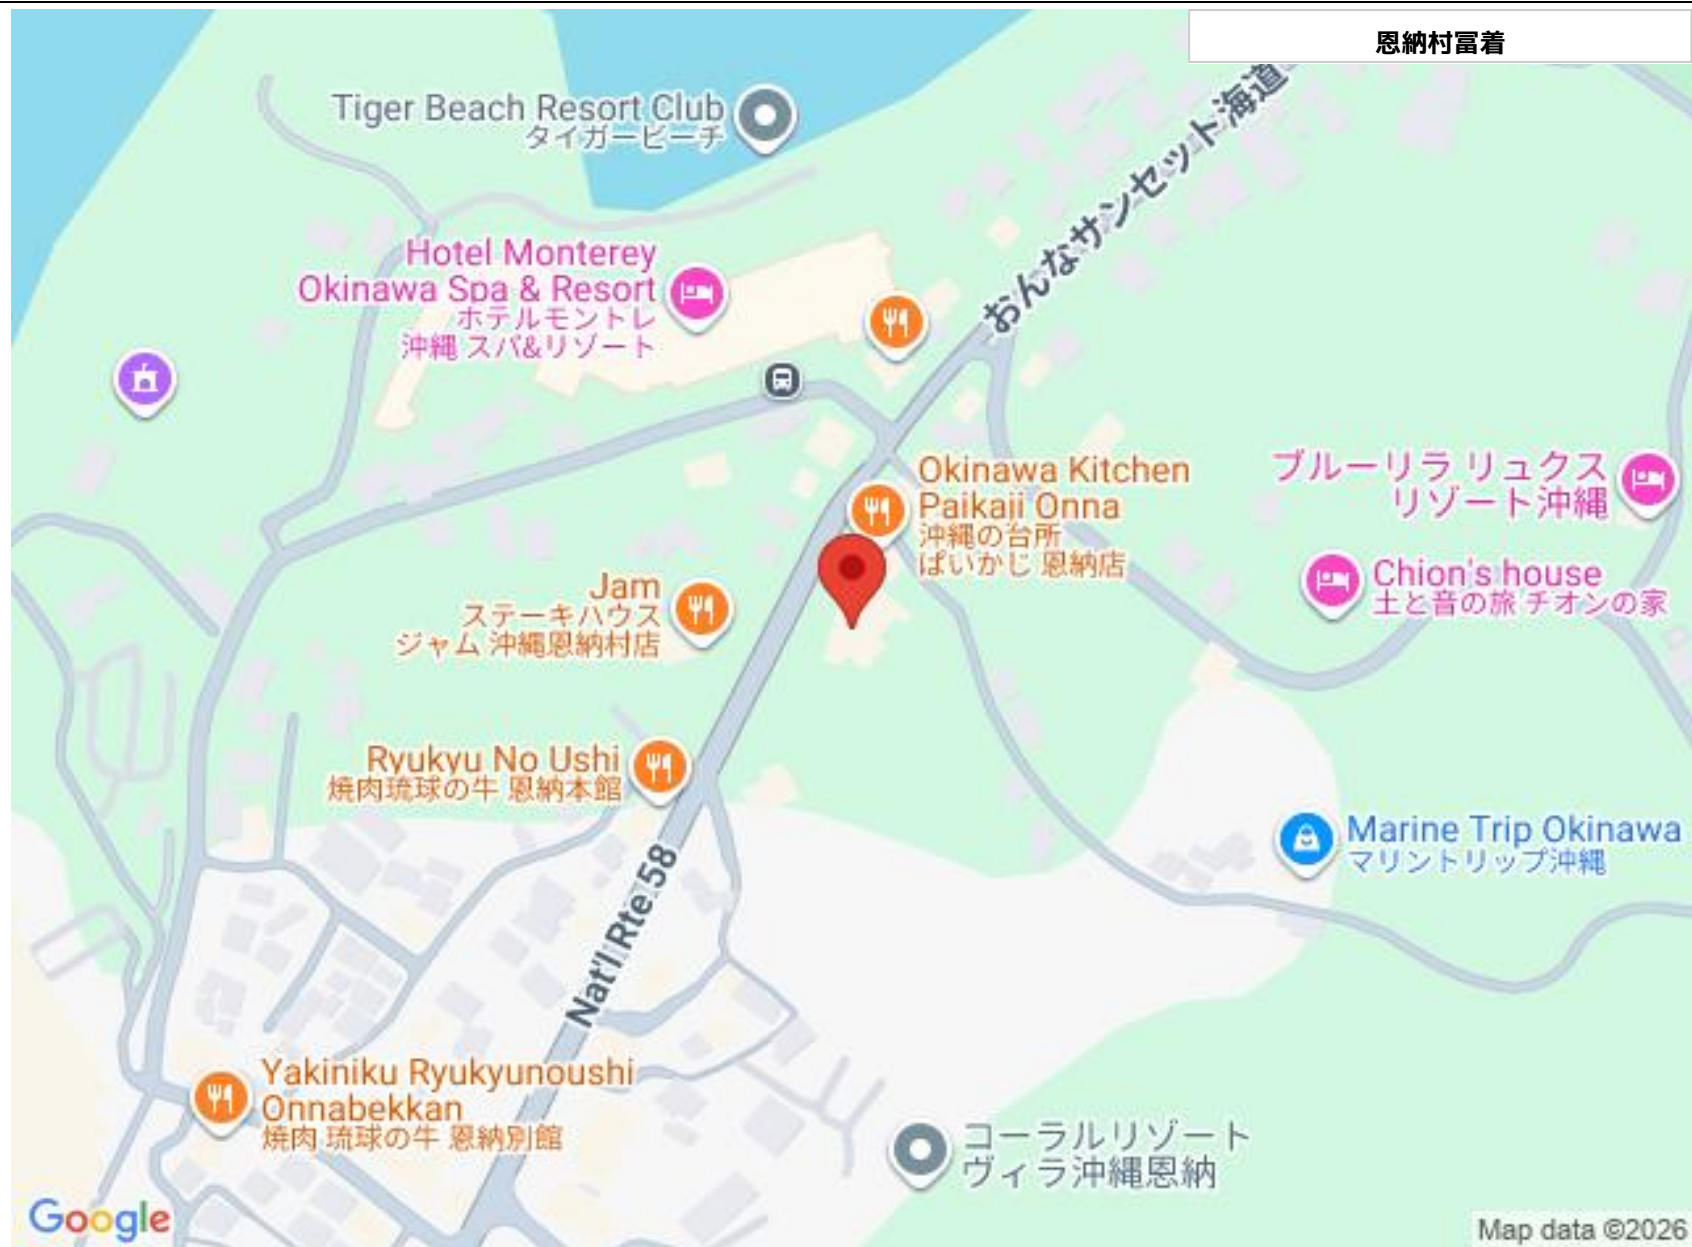 恩納村冨着
おんなサンセット海道
Tiger Beach Resort Club
タイガービーチ
Hotel Monterey
Okinawa Spa & Resort
ホテルモントレ
沖縄 スパ&リゾート
Okinawa Kitchen
Paikaji Onna
沖縄の台所
ぱいかじ 恩納店
ブルーリラ リュクス
リゾート沖縄
Chion's house
土と音の旅 チオンの家
Jam
ステーキハウス
ジャム 沖縄恩納村店
Ryukyu No Ushi
焼肉琉球の牛 恩納本館
Marine Trip Okinawa
マリントリップ沖縄
Nat'l Rte 58
Yakiniku Ryukyunoushi
Onnabekkan
焼肉 琉球の牛 恩納別館
コーラルリゾート
ヴィラ沖縄恩納
Google
Map data ©2026